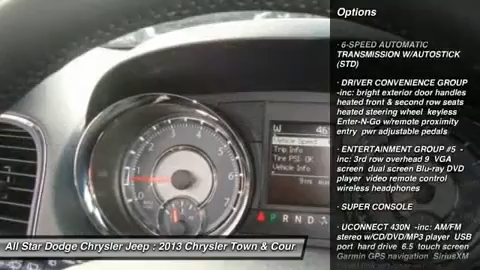 Options
· 6-SPEED AUTOMATIC
TRANSMISSION W/AUTOSTICK
(STD)
· DRIVER CONVENIENCE GROUP
-inc: bright exterior door handles
heated front & second row seats
heated steering wheel keyless
Enter-N-Go w/remote proximity
entry pwr adjustable pedals
· ENTERTAINMENT GROUP #5 -
inc: 3rd row overhead 9 VGA
screen dual screen Blu-ray DVD
player video remote control
wireless headphones
· SUPER CONSOLE
· UCONNECT 430N -inc: AM/FM
stereo w/CD/DVD/MP3 player USB
port hard drive 6.5 touch screen
Garmin GPS navigation SiriusXM
W
Vehicle Speed
Trip Info
Tire PSI OK
Vehicle Info
P R N D
All Star Dodge Chrysler Jeep : 2013 Chrysler Town & Cour